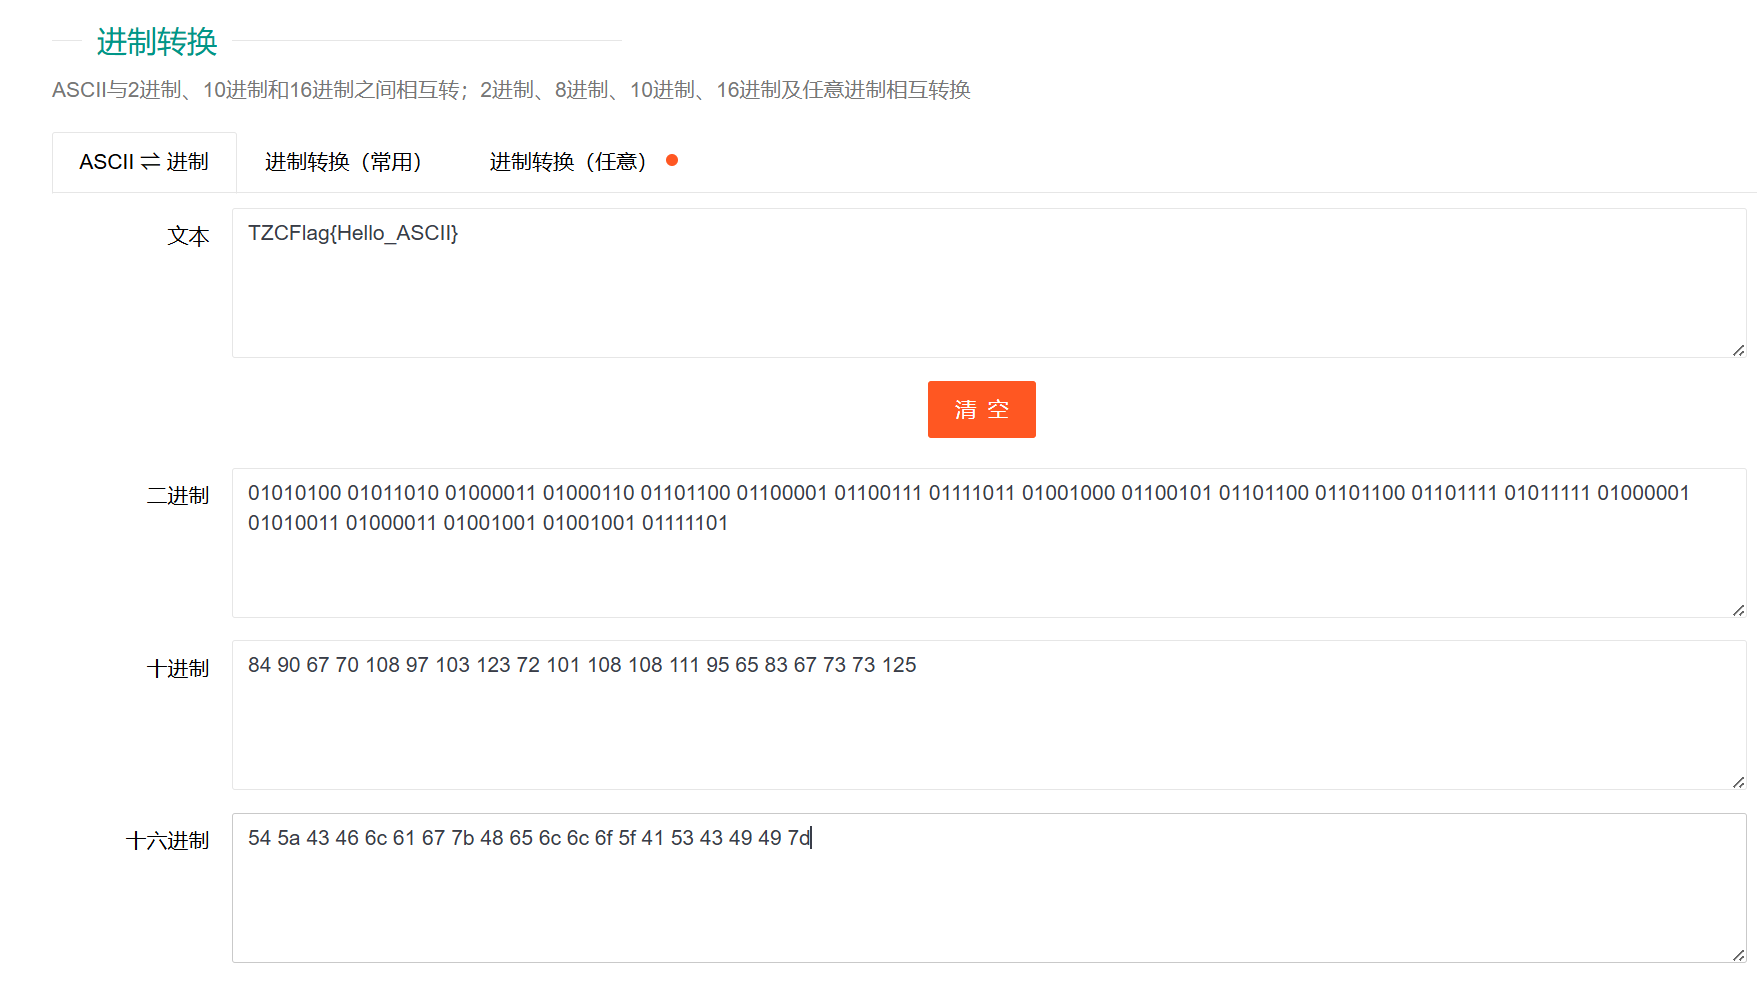 进制转换
ASCII与2进制、10进制和16进制之间相互转；2进制、8进制、10进制、16进制及任意进制相互转换
ASCII ⇌ 进制 进制转换（常用） 进制转换（任意）
文本 TZCFlag{Hello_ASCII}
清 空
二进制 01010100 01011010 01000011 01000110 01101100 01100001 01100111 01111011 01001000 01100101 01101100 01101100 01101111 01011111 01000001
01010011 01000011 01001001 01001001 01111101
十进制 84 90 67 70 108 97 103 123 72 101 108 108 111 95 65 83 67 73 73 125
十六进制 54 5a 43 46 6c 61 67 7b 48 65 6c 6c 6f 5f 41 53 43 49 49 7d